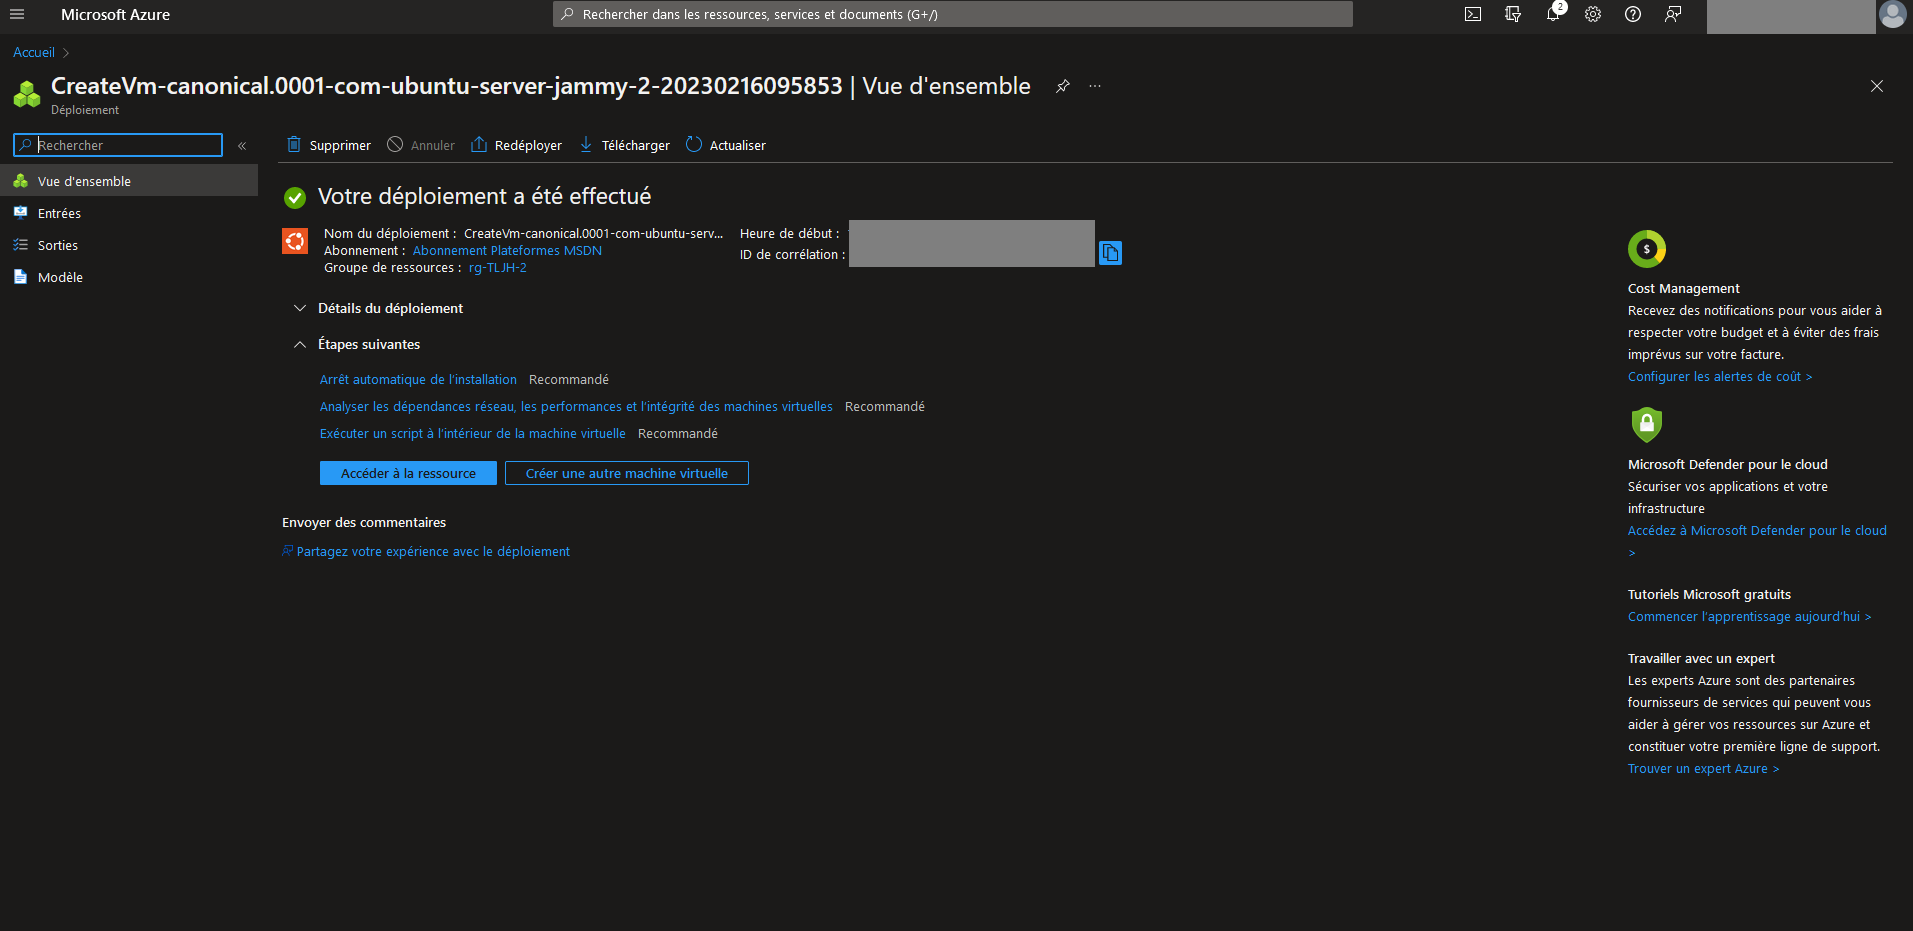 Microsoft Azure
Rechercher dans les ressources, services et documents (G+/)
2
Accueil >
CreateVm-canonical.0001-com-ubuntu-server-jammy-2-20230216095853 | Vue d'ensemble
Déploiement
Rechercher
«
Supprimer
Annuler
Redéployer
Télécharger
Actualiser
Vue d'ensemble
Entrées
Sorties
Modèle
Votre déploiement a été effectué
Nom du déploiement : CreateVm-canonical.0001-com-ubuntu-serv...
Abonnement : Abonnement Plateformes MSDN
Groupe de ressources : rg-TLJH-2
Heure de début :
ID de corrélation :
Détails du déploiement
Étapes suivantes
Arrêt automatique de l'installation Recommandé
Analyser les dépendances réseau, les performances et l'intégrité des machines virtuelles Recommandé
Exécuter un script à l'intérieur de la machine virtuelle Recommandé
Accéder à la ressource
Créer une autre machine virtuelle
Envoyer des commentaires
Partagez votre expérience avec le déploiement
$
Cost Management
Recevez des notifications pour vous aider à
respecter votre budget et à éviter des frais
imprévus sur votre facture.
Configurer les alertes de coût >
Microsoft Defender pour le cloud
Sécuriser vos applications et votre
infrastructure
Accédez à Microsoft Defender pour le cloud
>
Tutoriels Microsoft gratuits
Commencer l'apprentissage aujourd'hui >
Travailler avec un expert
Les experts Azure sont des partenaires
fournisseurs de services qui peuvent vous
aider à gérer vos ressources sur Azure et
constituer votre première ligne de support.
Trouver un expert Azure >